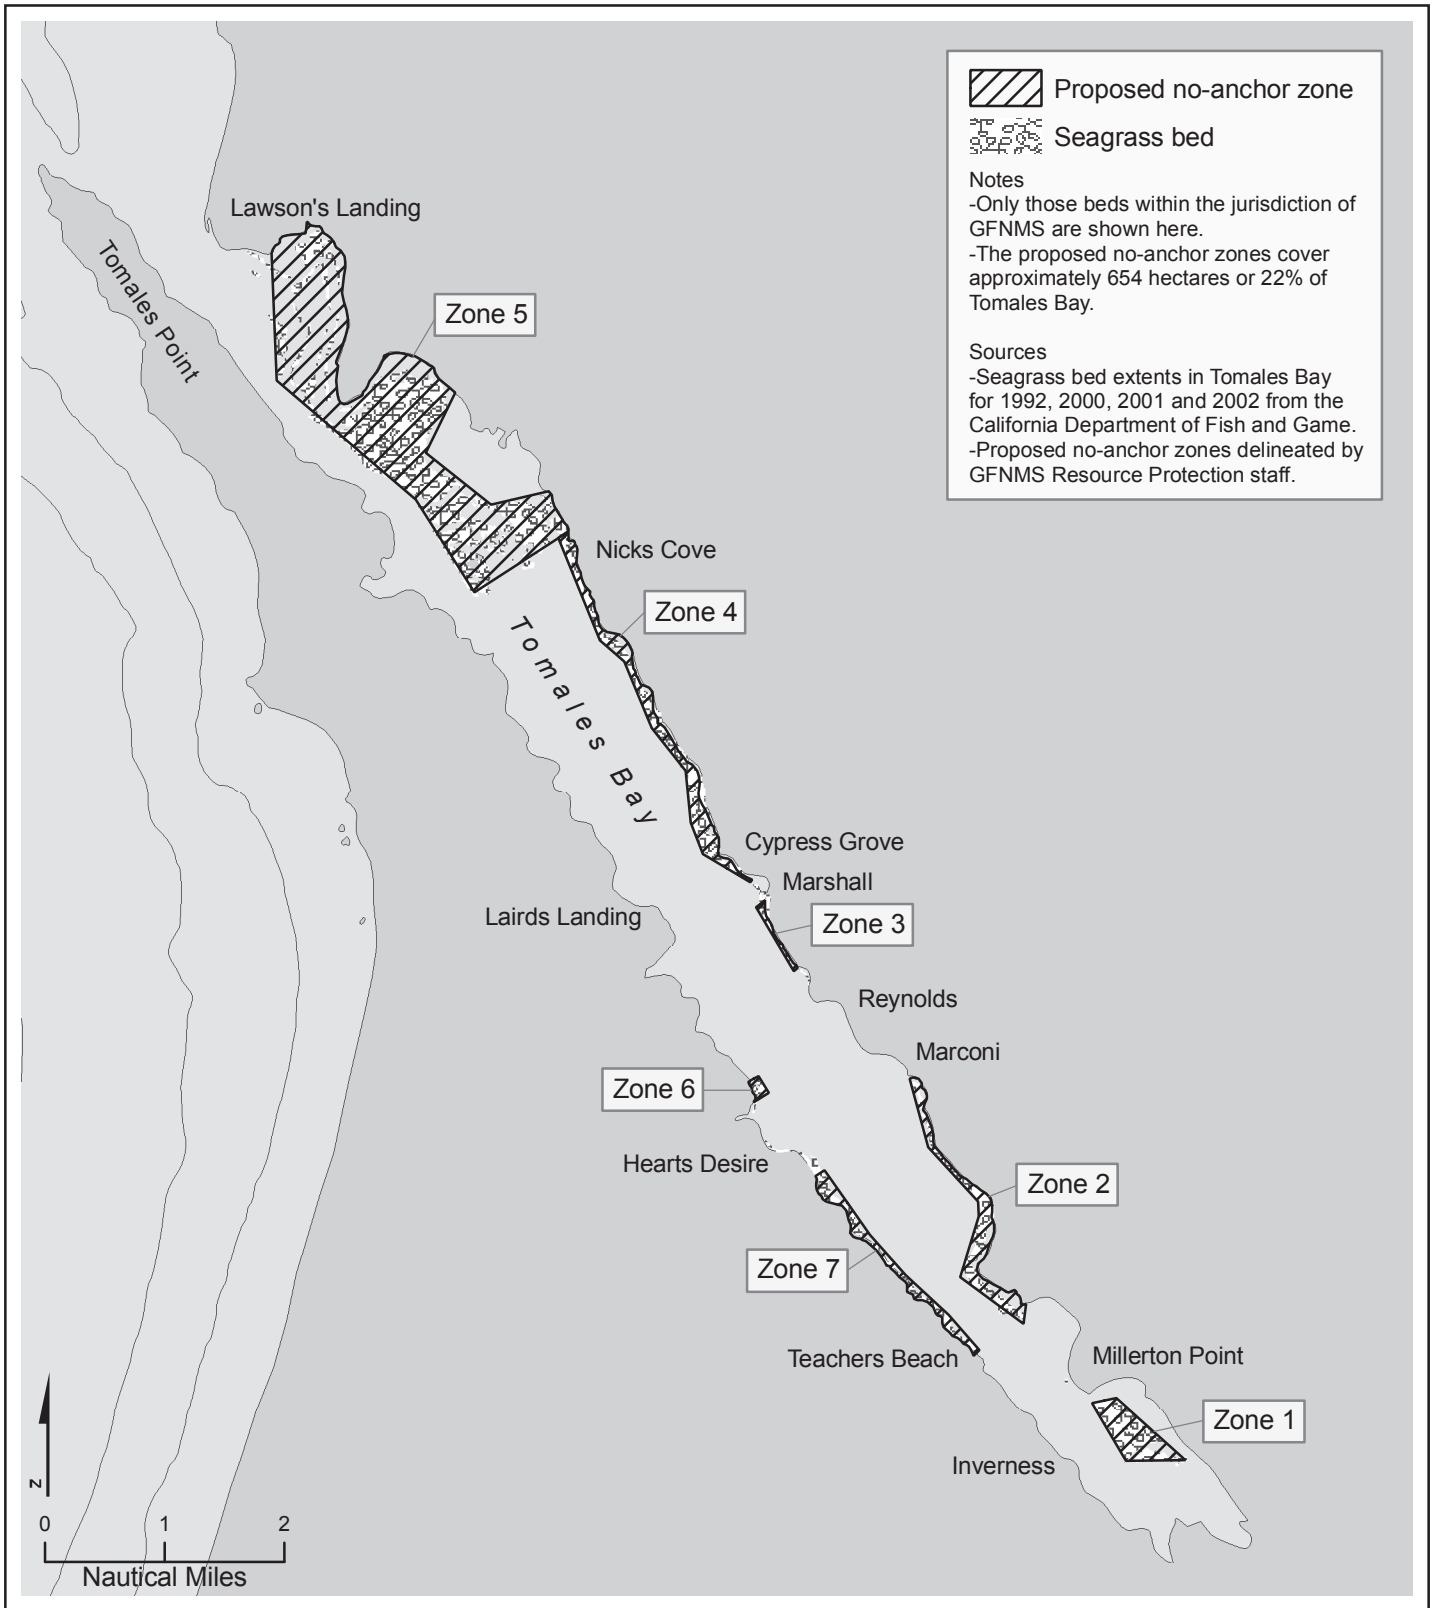 Proposed no-anchor zone
Seagrass bed
Notes
-Only those beds within the jurisdiction of
GFNMS are shown here.
-The proposed no-anchor zones cover
approximately 654 hectares or 22% of
Tomales Bay.
Sources
-Seagrass bed extents in Tomales Bay
for 1992, 2000, 2001 and 2002 from the
California Department of Fish and Game.
-Proposed no-anchor zones delineated by
GFNMS Resource Protection staff.
Lawson's Landing
Tomales Point
Zone 5
Nicks Cove
Zone 4
Tomales Bay
Cypress Grove
Marshall
Lairds Landing
Zone 3
Reynolds
Marconi
Zone 6
Hearts Desire
Zone 2
Zone 7
Teachers Beach
Millerton Point
Zone 1
Inverness
N
0 1 2
Nautical Miles